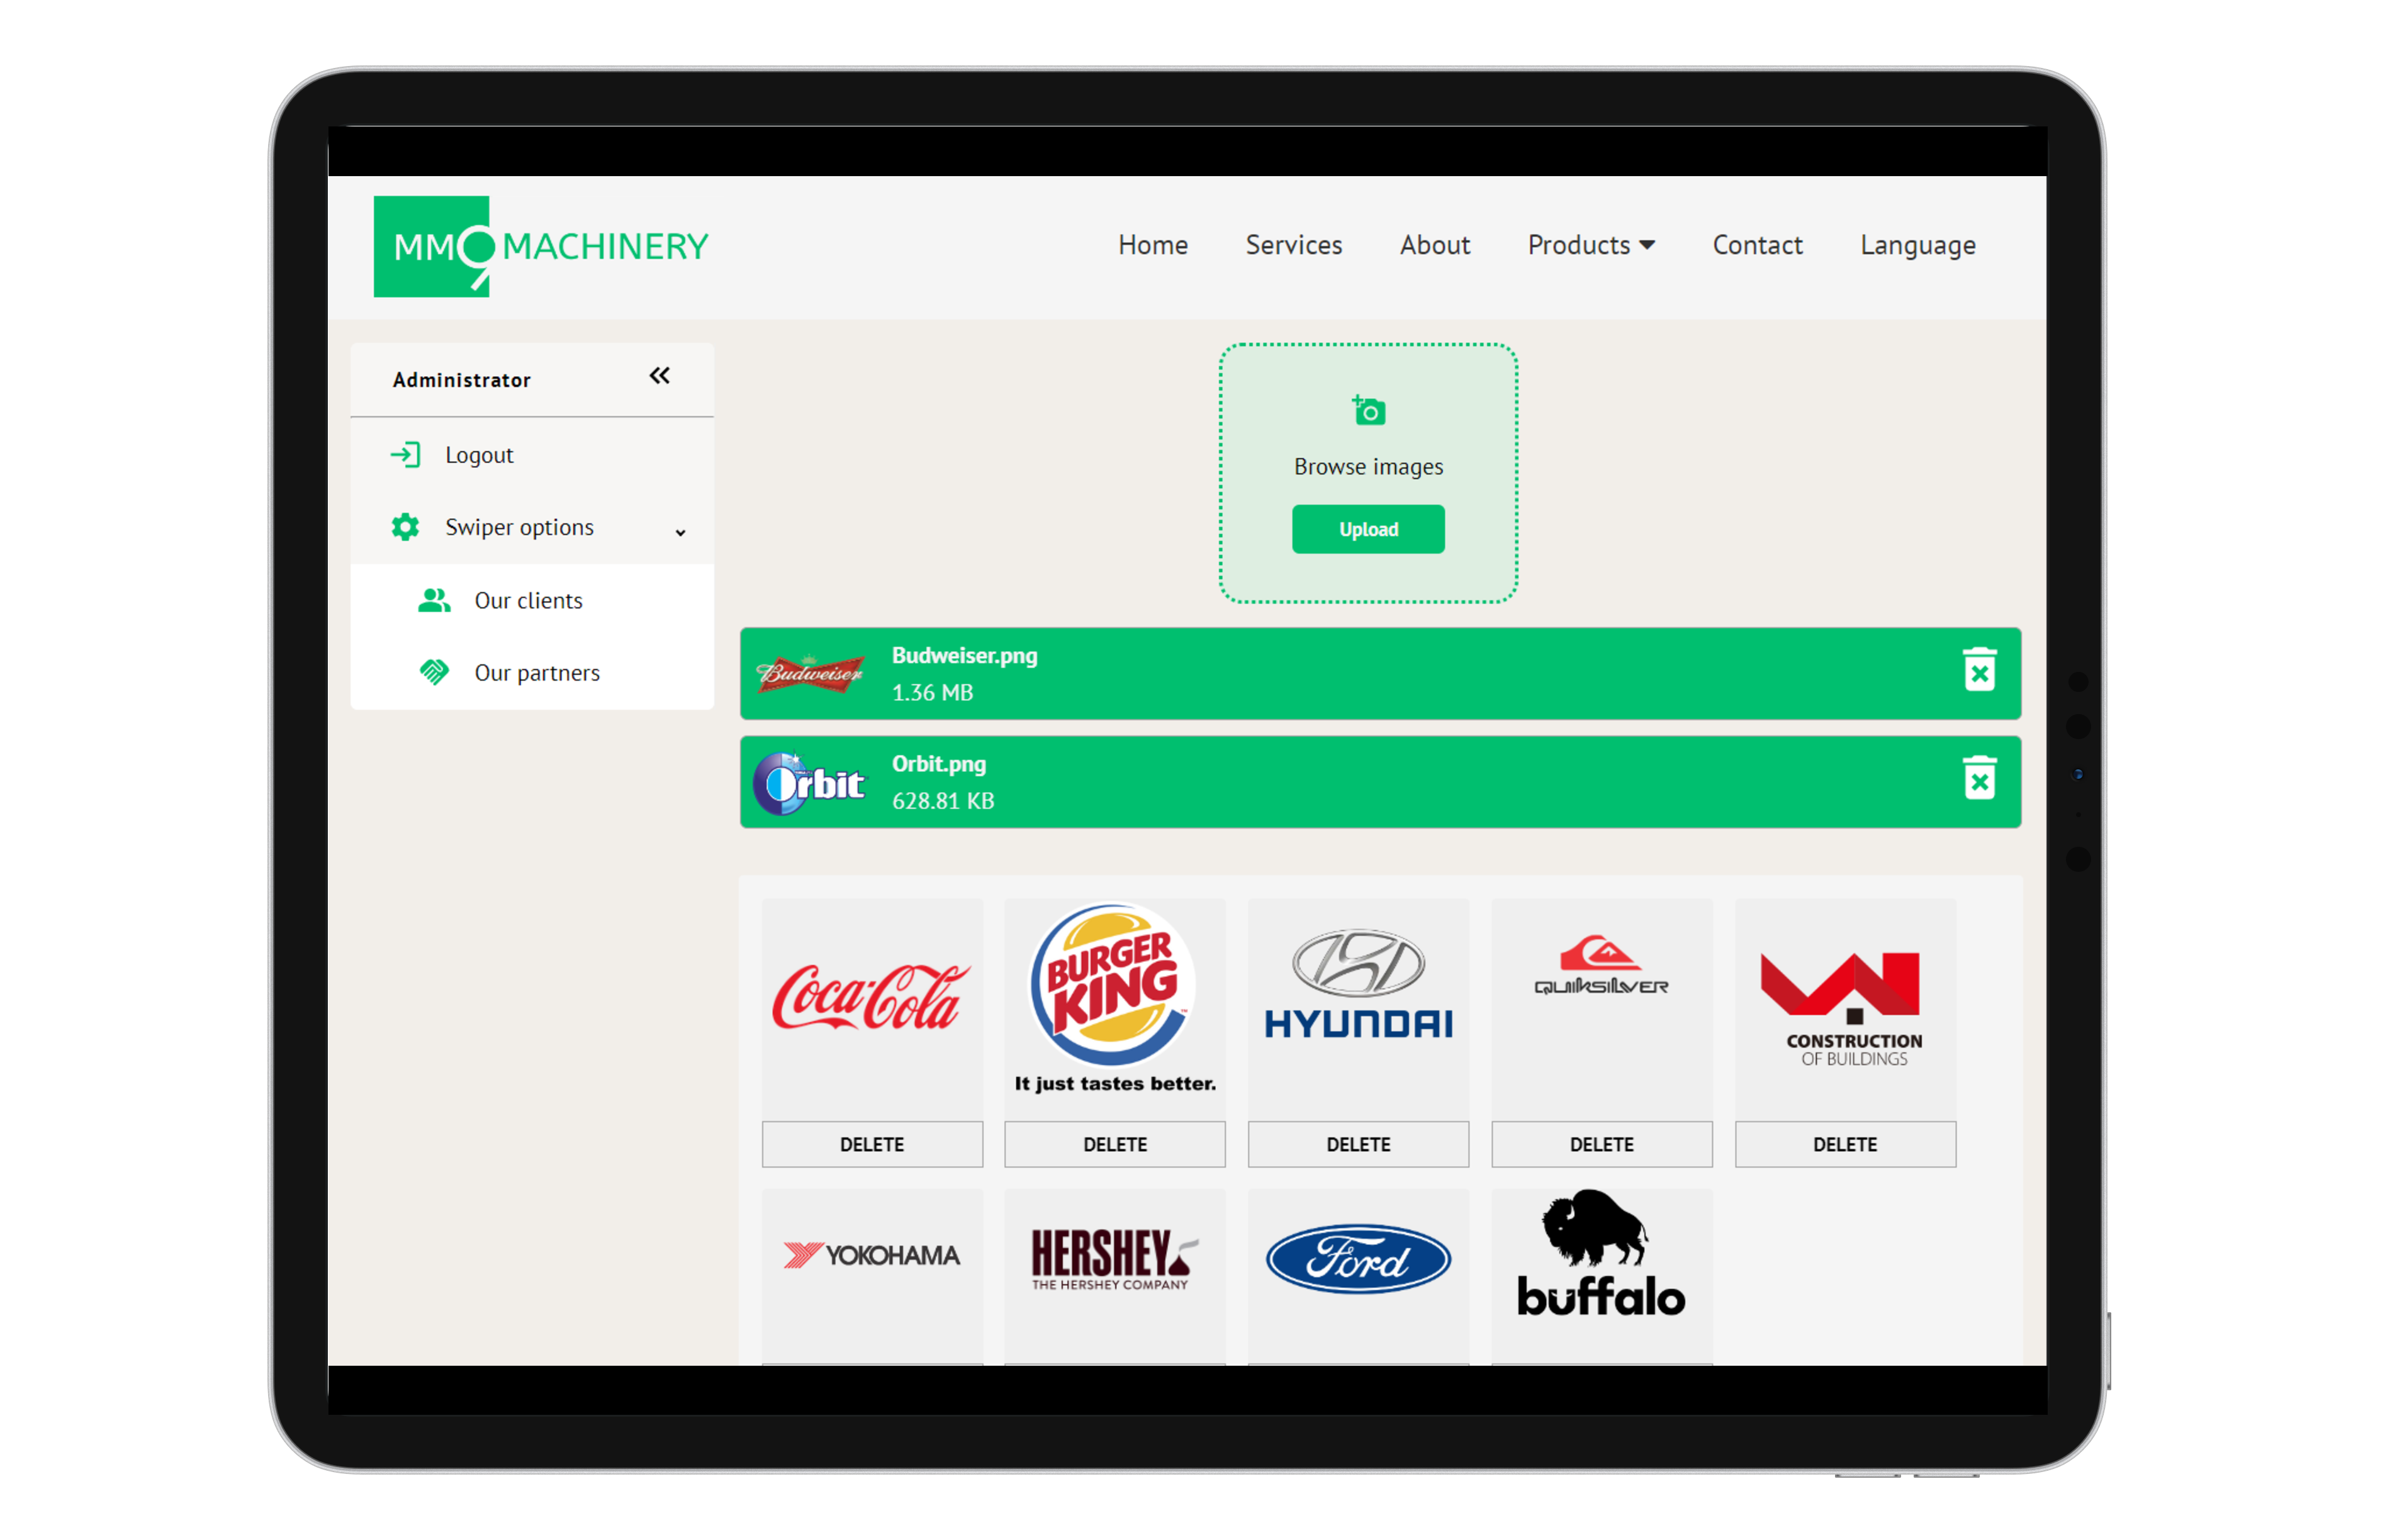 MM9 MACHINERY
Home Services About Products Contact Language
Administrator
Logout
Swiper options
Our clients
Our partners
Browse images
Upload
Budweiser
Budweiser.png
1.36 MB
Orbit
Orbit.png
628.81 KB
Coca-Cola
BURGER
KING
™
It just tastes better.
HYUNDAI
QUIKSILVER
CONSTRUCTION
OF BUILDINGS
DELETE DELETE DELETE DELETE DELETE
YOKOHAMA
HERSHEY
THE HERSHEY COMPANY
Ford
buffalo